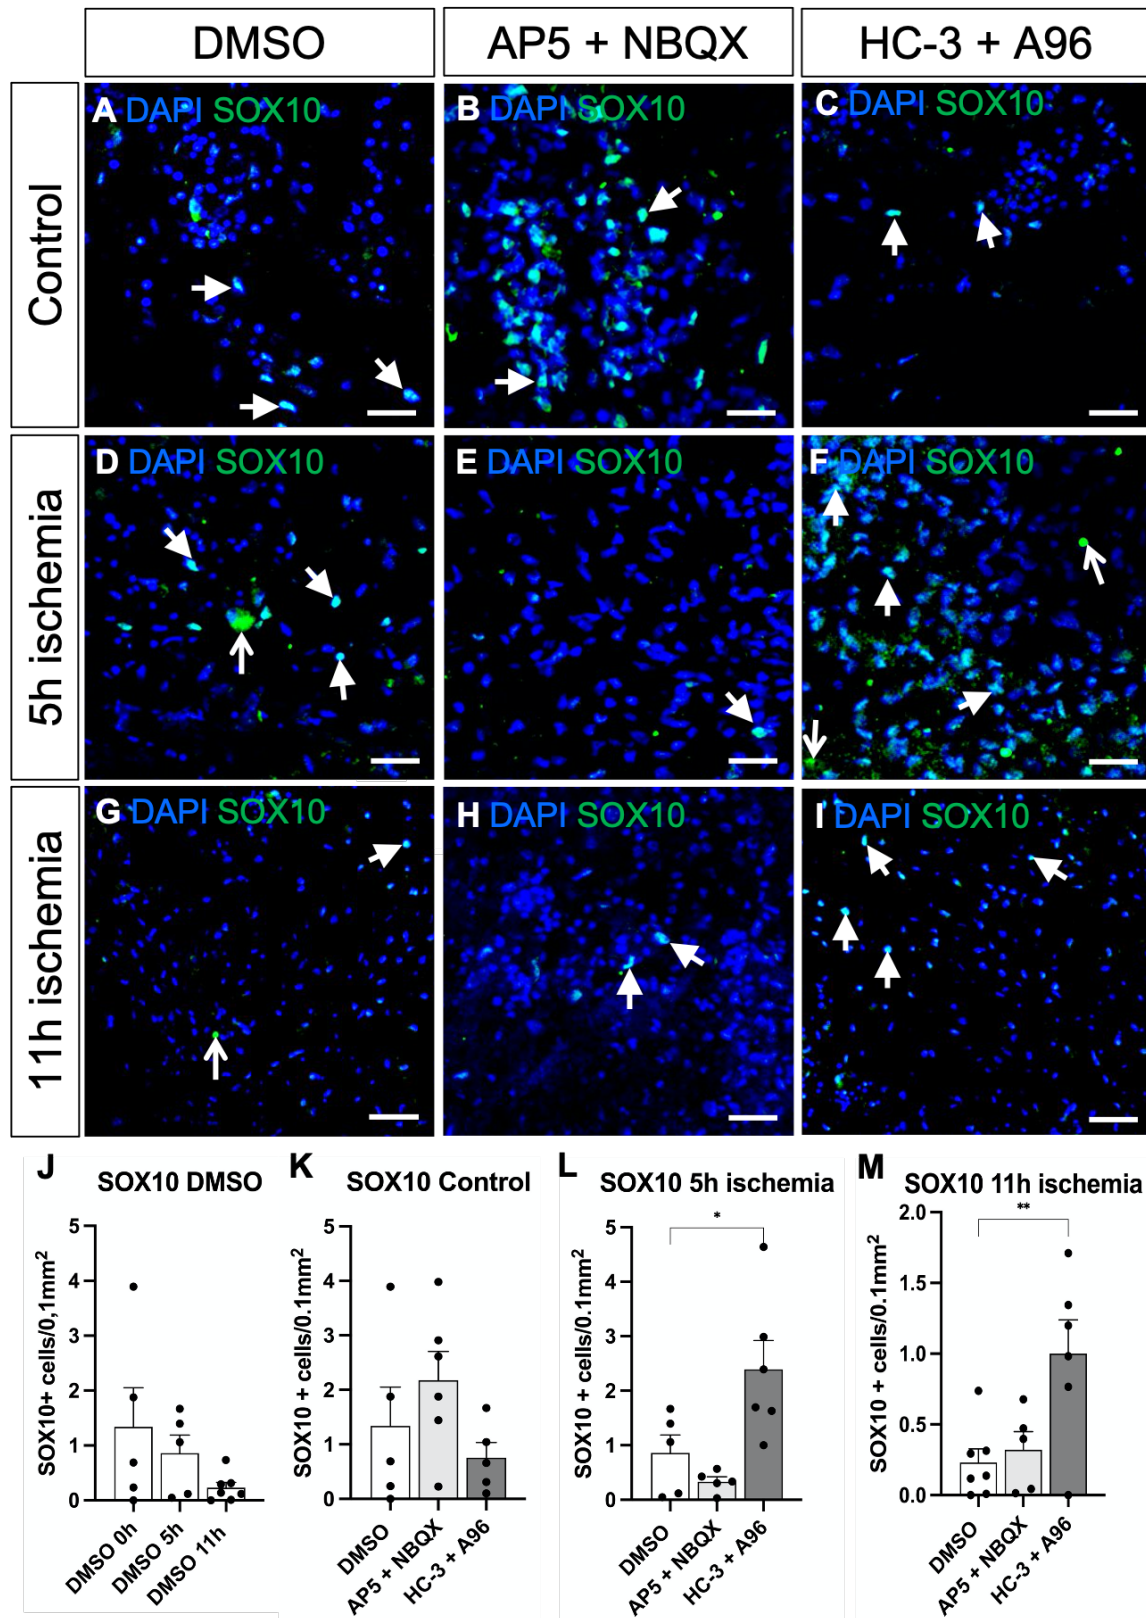 DMSO
AP5 + NBQX
HC-3 + A96
Control
A DAPI SOX10
B DAPI SOX10
C DAPI SOX10
5h ischemia
D DAPI SOX10
E DAPI SOX10
F DAPI SOX10
11h ischemia
G DAPI SOX10
H DAPI SOX10
I DAPI SOX10
J
SOX10 DMSO
SOX10+ cells/0,1mm²
5
4
3
2
1
0
DMSO 0h
DMSO 5h
DMSO 11h
K
SOX10 Control
SOX10 + cells/0.1mm²
5
4
3
2
1
0
DMSO
AP5 + NBQX
HC-3 + A96
L
SOX10 5h ischemia
*
SOX10 + cells/0.1mm²
5
4
3
2
1
0
DMSO
AP5 + NBQX
HC-3 + A96
M
SOX10 11h ischemia
**
SOX10 + cells/0.1mm²
2.0
1.5
1.0
0.5
0.0
DMSO
AP5 + NBQX
HC-3 + A96